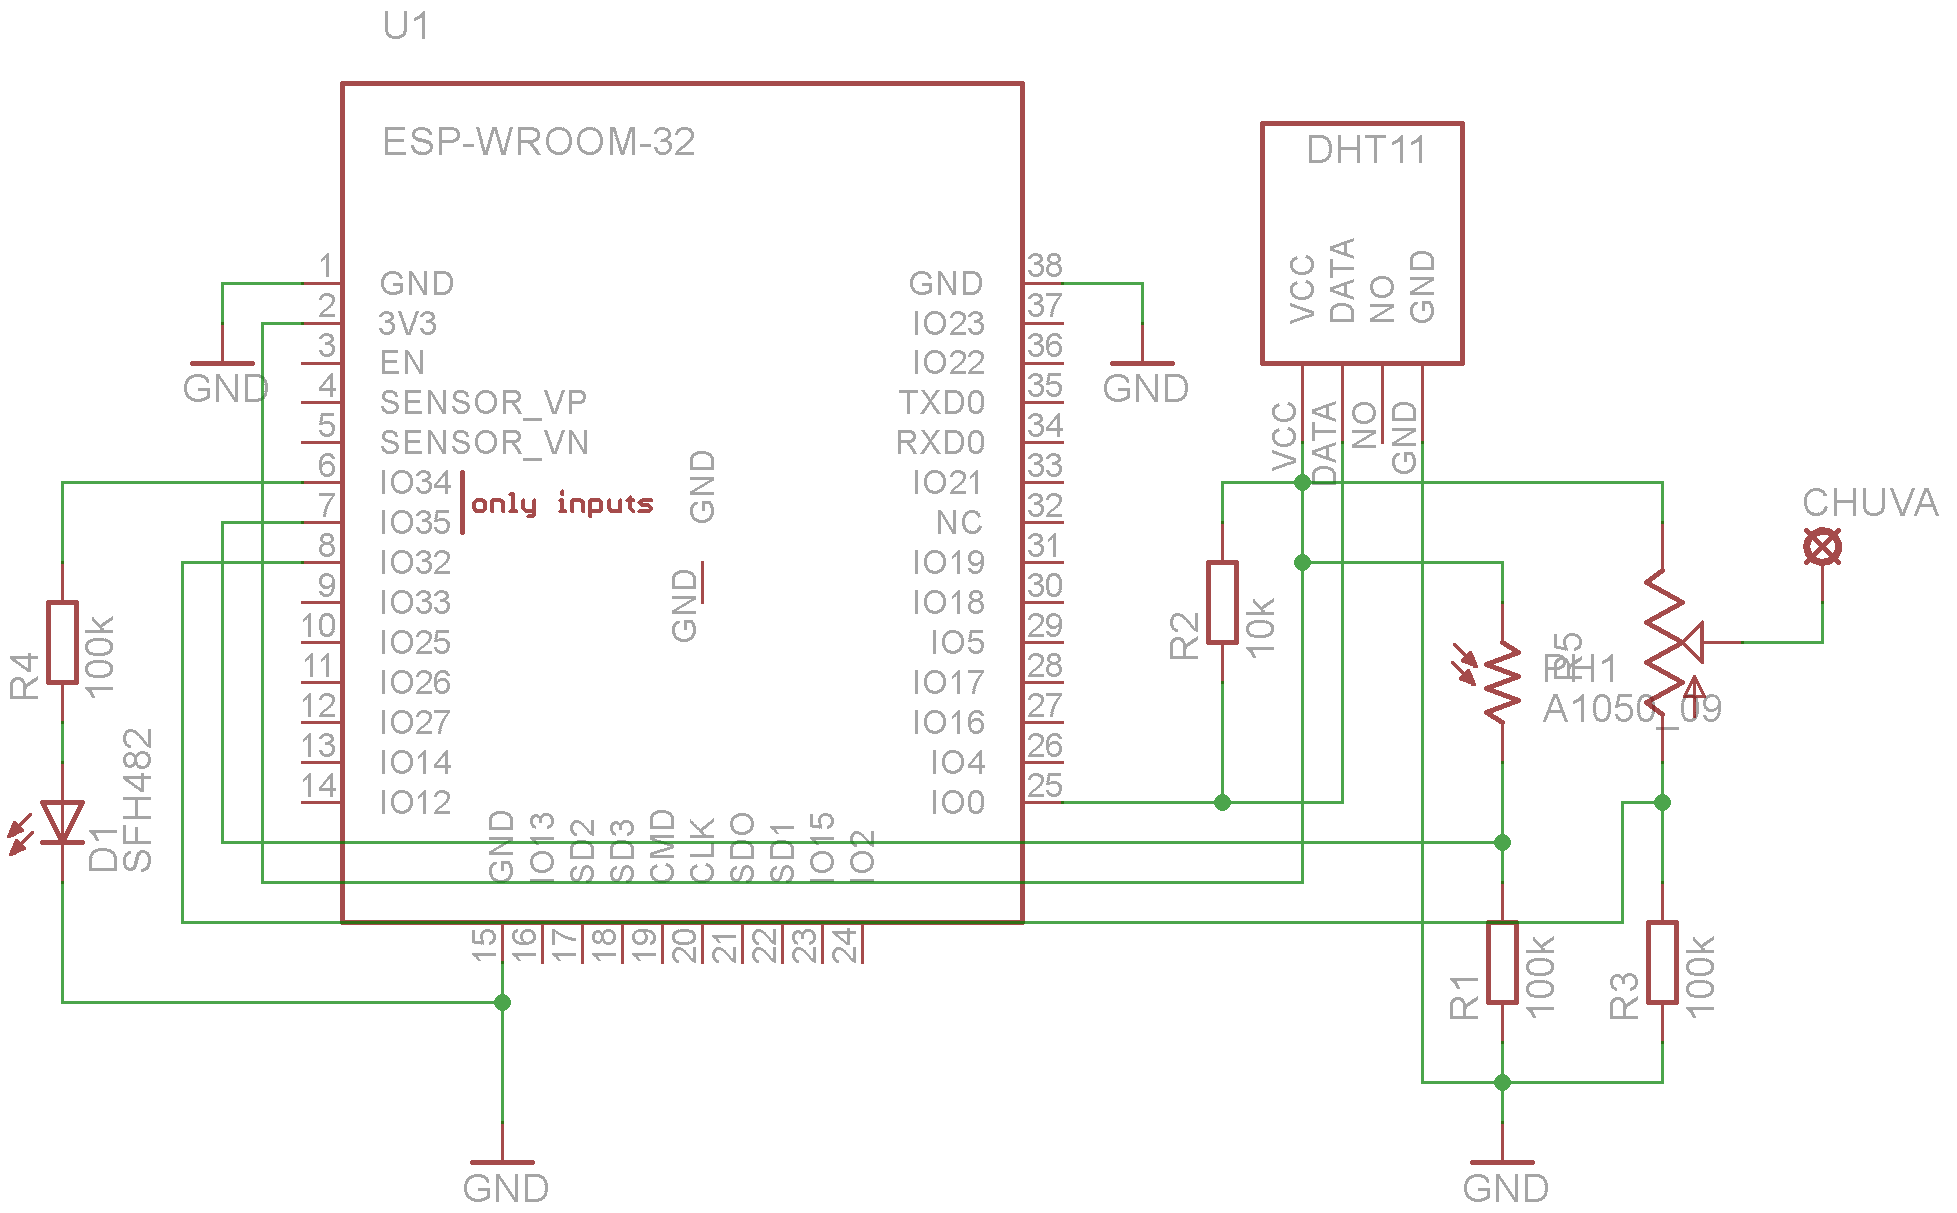 U1
ESP-WROOM-32
1
GND
2
3V3
3
EN
4
SENSOR_VP
5
SENSOR_VN
6
IO34
7
IO35
only inputs
8
IO32
9
IO33
10
IO25
11
IO26
12
IO27
13
IO14
14
IO12
GND
GND
38
GND
37
IO23
36
IO22
35
TXD0
34
RXD0
33
IO21
32
NC
31
IO19
30
IO18
29
IO5
28
IO17
27
IO16
26
IO4
25
IO0
GND
IO13
SD2
SD3
CMD
CLK
SDO
SD1
IO15
IO2
15
16
17
18
19
20
21
22
23
24
GND
GND
GND
GND
R4
100k
D1
SFH482
DHT11
VCC
DATA
NO
GND
VCC
DATA
NO
GND
R2
10k
R5
PH1
A1050_09
CHUVA
R1
100k
R3
100k